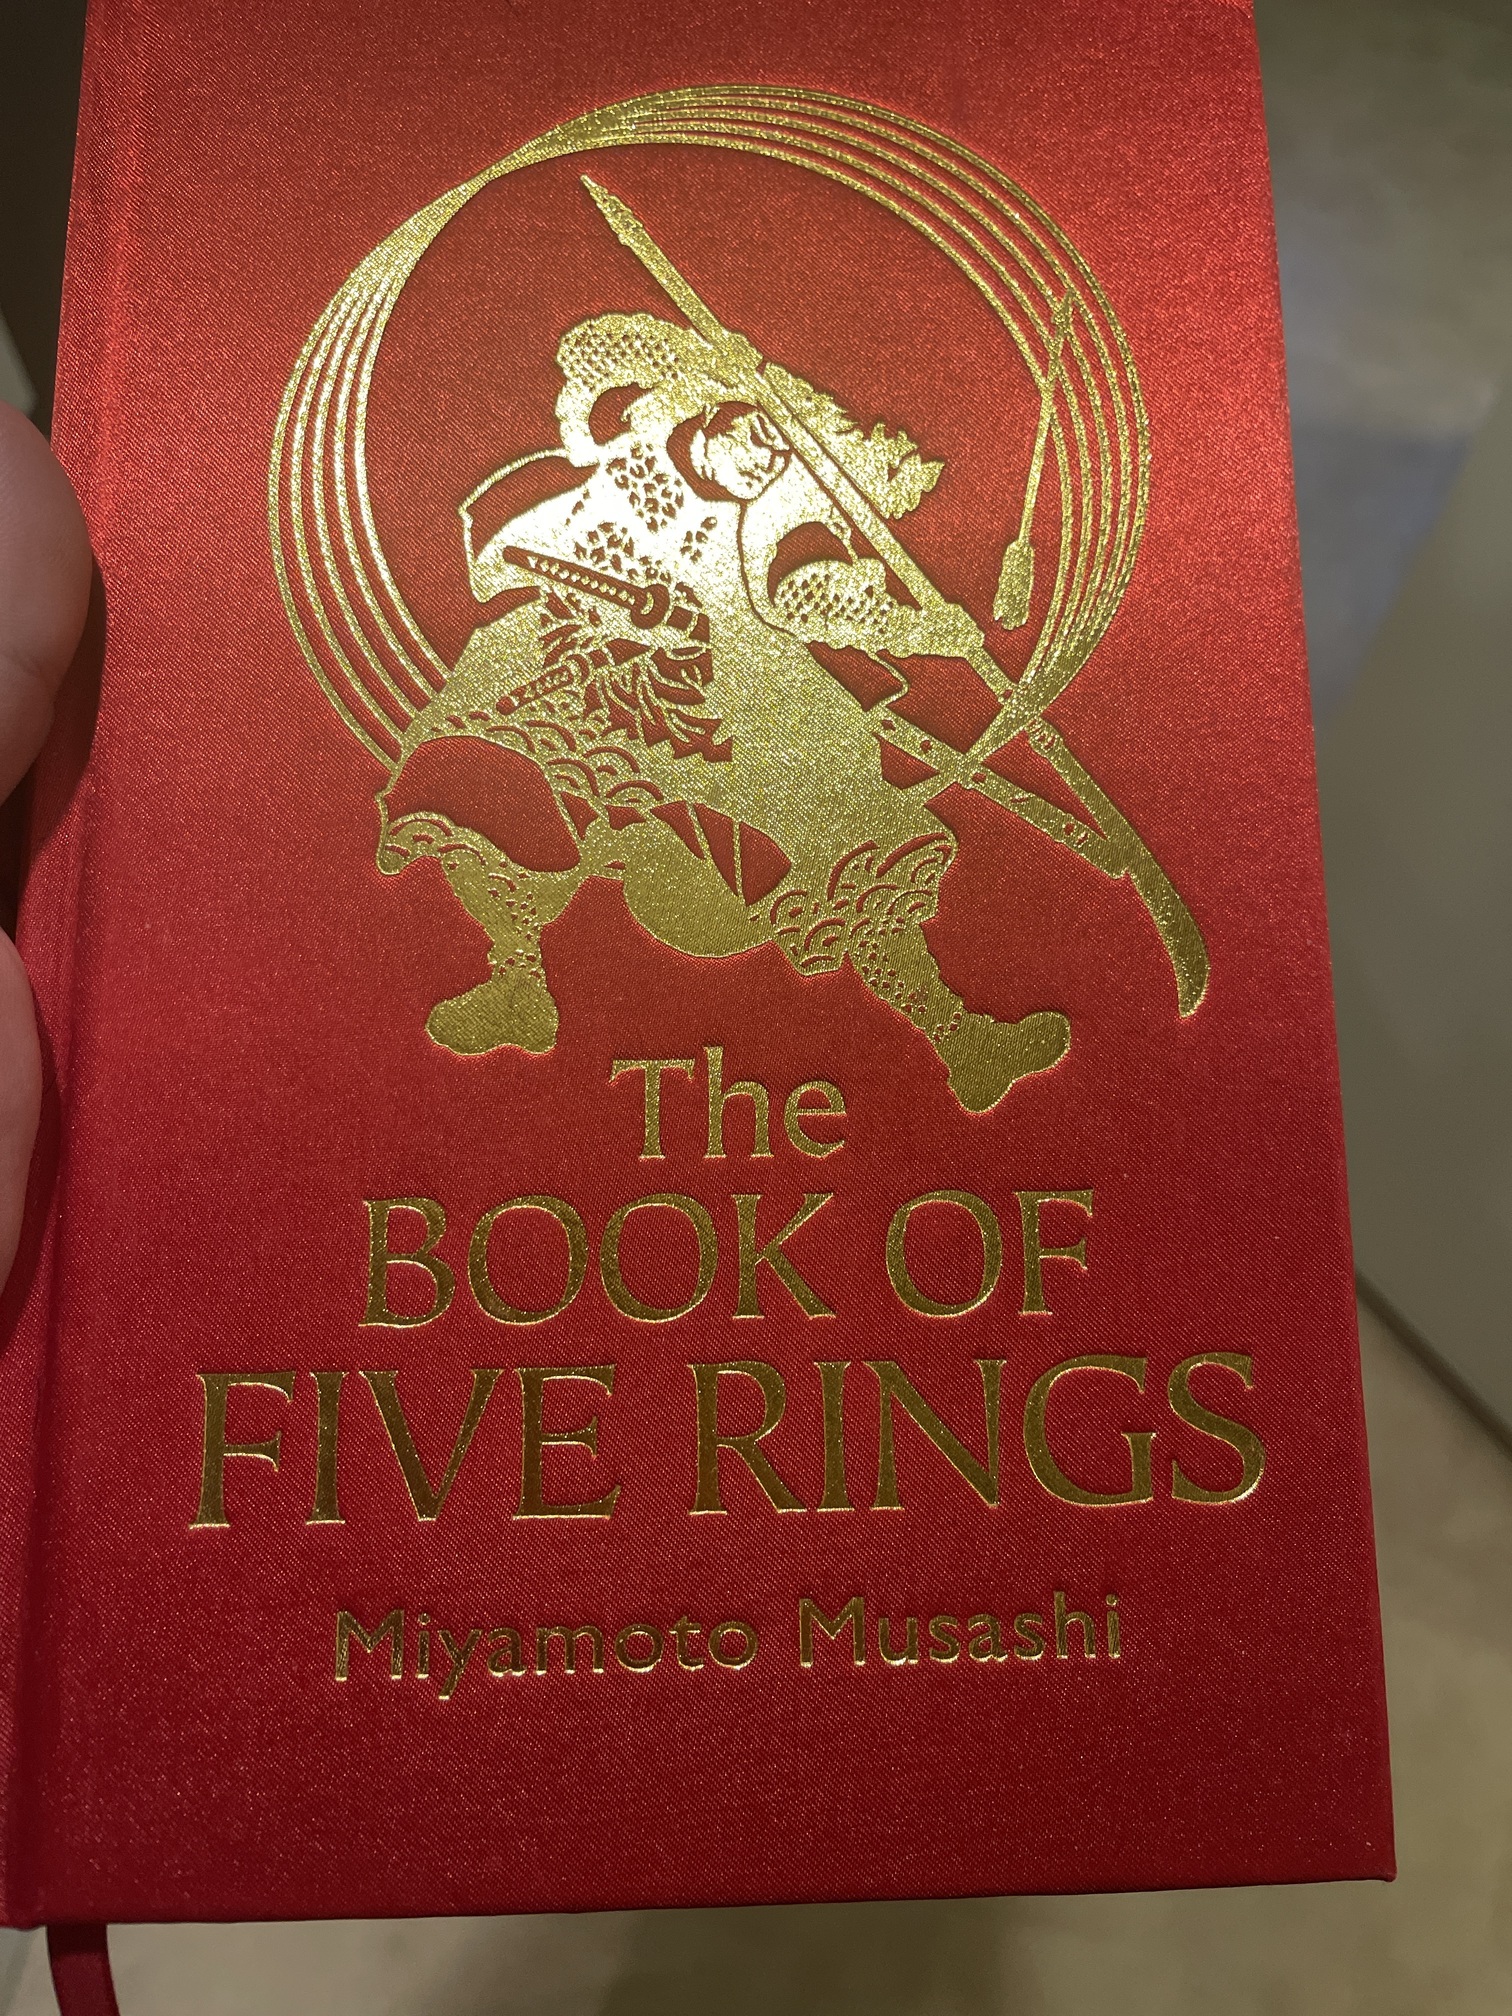 The
BOOK OF
FIVE RINGS
Miyamoto Musashi